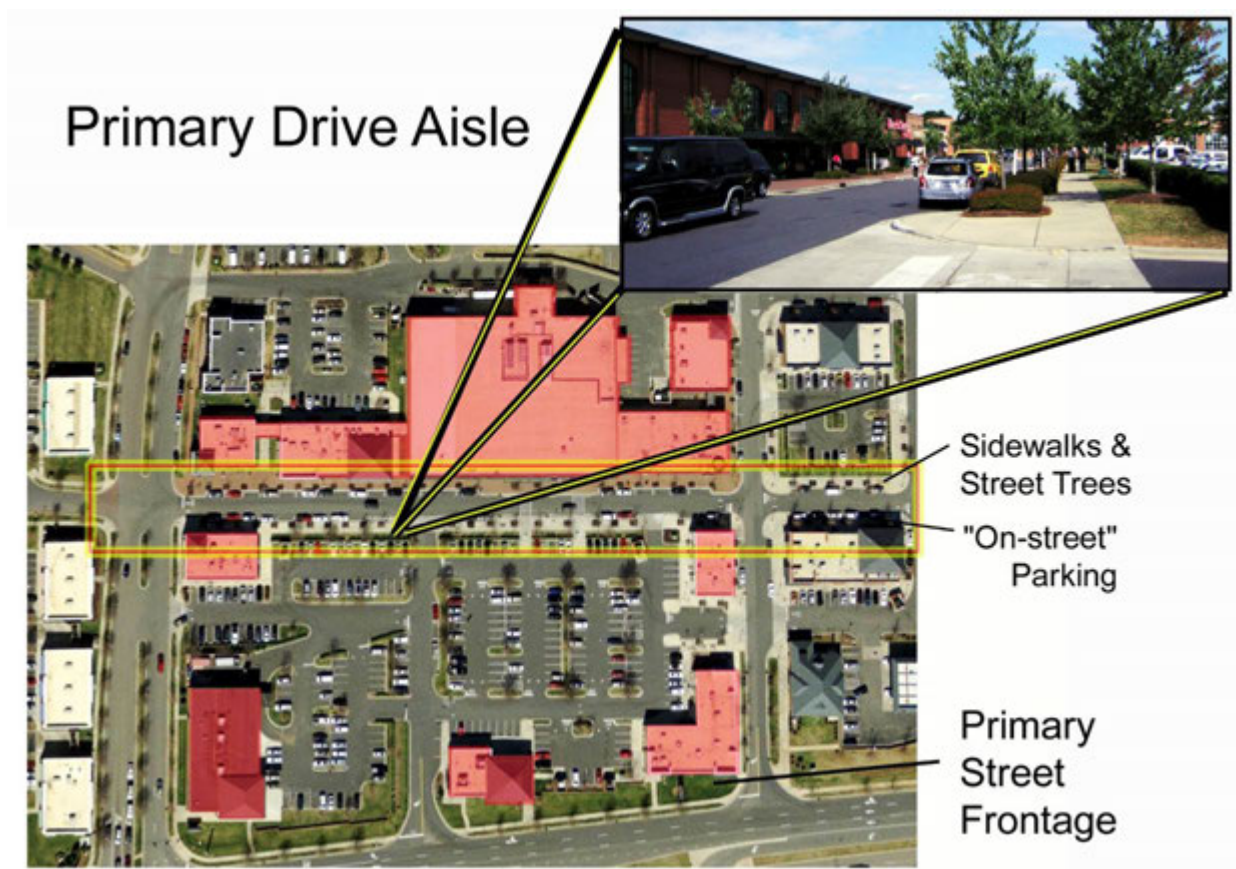 Primary Drive Aisle
Sidewalks &
Street Trees
"On-street"
Parking
Primary
Street
Frontage